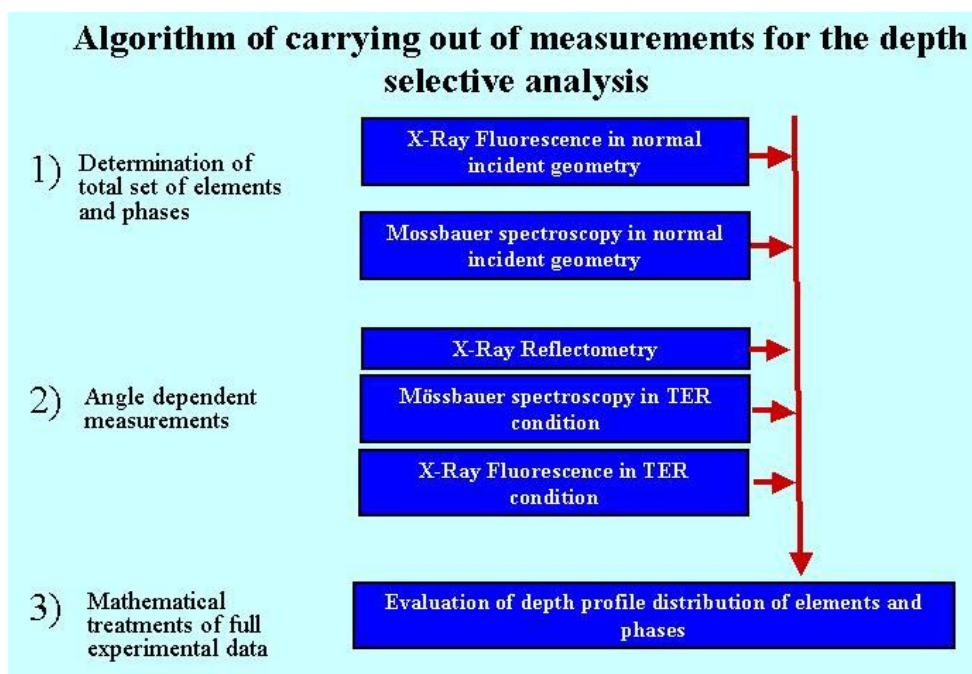 Algorithm of carrying out of measurements for the depth
selective analysis
1) Determination of
total set of elements
and phases
X-Ray Fluorescence in normal
incident geometry
Mossbauer spectroscopy in normal
incident geometry
2) Angle dependent
measurements
X-Ray Reflectometry
Mössbauer spectroscopy in TER
condition
X-Ray Fluorescence in TER
condition
3) Mathematical
treatments of full
experimental data
Evaluation of depth profile distribution of elements and
phases